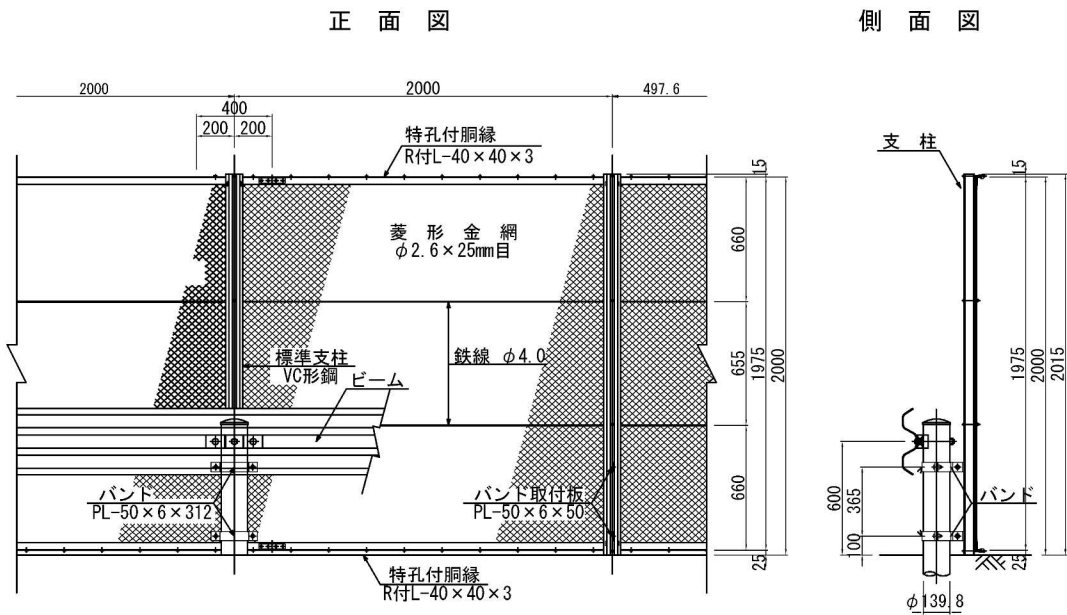 正面図
側面図
2000
2000
497.6
400
200
200
特孔付胴縁
R付L-40×40×3
支柱
15
15
菱形金網
φ2.6×25mm目
660
655
660
1975
2000
25
鉄線 φ4.0
標準支柱
VC形鋼
ビーム
バンド
PL-50×6×312
バンド取付板
PL-50×6×50
特孔付胴縁
R付L-40×40×3
1975
2000
2015
600
365
100
バンド
25
φ139.8